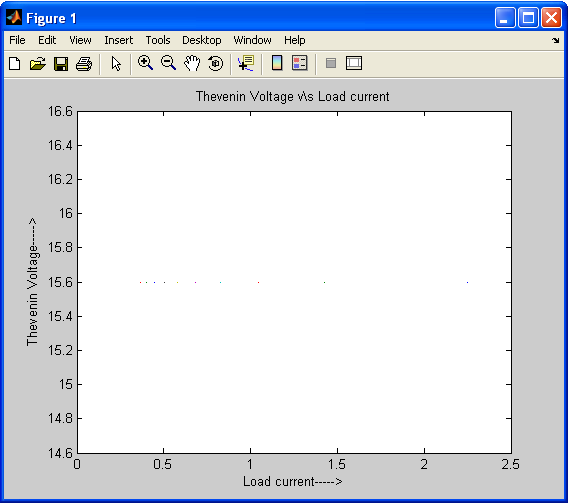 Figure 1
File Edit View Insert Tools Desktop Window Help
Thevenin Voltage v\s Load current
16.6
16.4
16.2
16
15.8
15.6
15.4
15.2
15
14.8
14.6
Thevenin Voltage----->
0 0.5 1 1.5 2 2.5
Load current----->